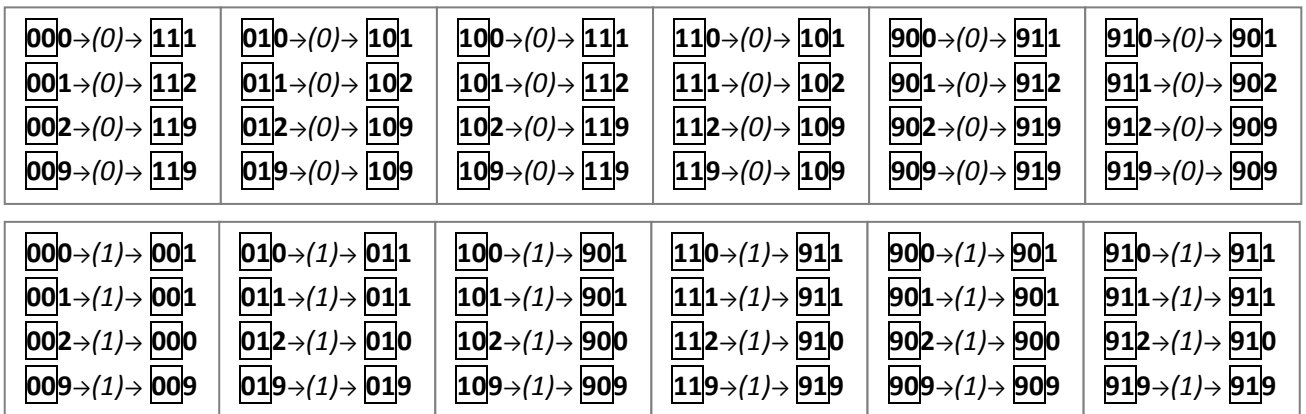 000→(0)→ 111 010→(0)→ 101 100→(0)→ 111 110→(0)→ 101 900→(0)→ 911 910→(0)→ 901
001→(0)→ 112 011→(0)→ 102 101→(0)→ 112 111→(0)→ 102 901→(0)→ 912 911→(0)→ 902
002→(0)→ 119 012→(0)→ 109 102→(0)→ 119 112→(0)→ 109 902→(0)→ 919 912→(0)→ 909
009→(0)→ 119 019→(0)→ 109 109→(0)→ 119 119→(0)→ 109 909→(0)→ 919 919→(0)→ 909
000→(1)→ 001 010→(1)→ 011 100→(1)→ 901 110→(1)→ 911 900→(1)→ 901 910→(1)→ 911
001→(1)→ 001 011→(1)→ 011 101→(1)→ 901 111→(1)→ 911 901→(1)→ 901 911→(1)→ 911
002→(1)→ 000 012→(1)→ 010 102→(1)→ 900 112→(1)→ 910 902→(1)→ 900 912→(1)→ 910
009→(1)→ 009 019→(1)→ 019 109→(1)→ 909 119→(1)→ 919 909→(1)→ 909 919→(1)→ 919